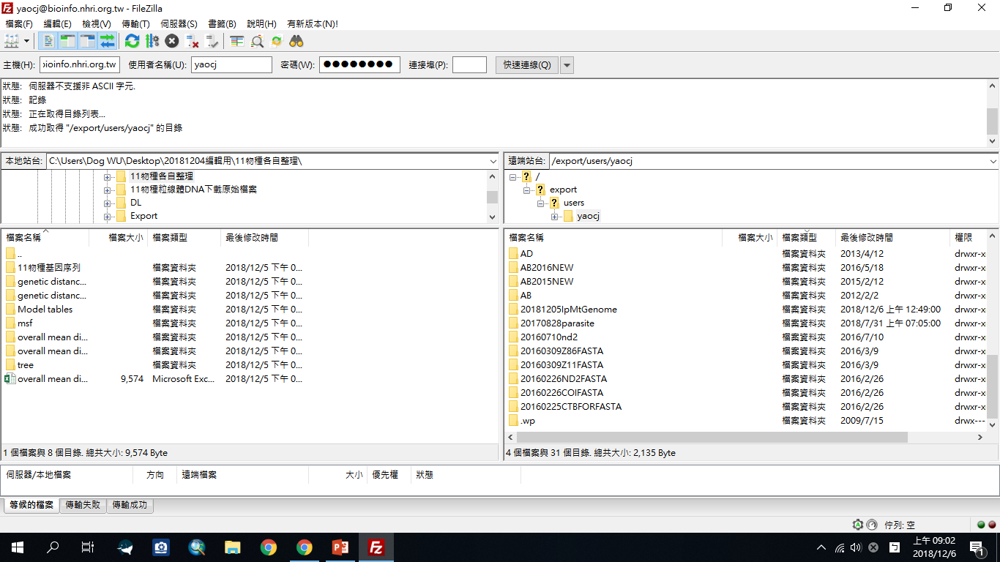 yaocj@bioinfo.nhri.org.tw - FileZilla
檔案(F) 編輯(E) 檢視(V) 傳輸(T) 伺服器(S) 書籤(B) 說明(H) 有新版本(N)!
主機(H): bioinfo.nhri.org.tw 使用者名稱(U): yaocj 密碼(W): ●●●●●●●● 連接埠(P): 快速連線(Q)
狀態: 伺服器不支援非 ASCII 字元.
狀態: 記錄
狀態: 正在取得目錄列表...
狀態: 成功取得 "/export/users/yaocj" 的目錄
本地站台: C:\Users\Dog WU\Desktop\20181204編輯用\11物種各自整理\
11物種各自整理
11物種粒線體DNA下載原始檔案
DL
Export
遠端站台: /export/users/yaocj
/
export
users
yaocj
檔案名稱 檔案大小 檔案類型 最後修改時間
..
11物種基因序列 檔案資料夾 2018/12/5 下午 0...
genetic distanc... 檔案資料夾 2018/12/5 下午 0...
genetic distanc... 檔案資料夾 2018/12/5 下午 0...
Model tables 檔案資料夾 2018/12/5 下午 0...
msf 檔案資料夾 2018/12/5 下午 0...
overall mean di... 檔案資料夾 2018/12/5 下午 0...
overall mean di... 檔案資料夾 2018/12/5 下午 0...
tree 檔案資料夾 2018/12/5 下午 0...
overall mean di... 9,574 Microsoft Exc... 2018/12/5 下午 0...
1 個檔案與 8 個目錄. 總共大小: 9,574 Byte
檔案名稱 檔案大小 檔案類型 最後修改時間 權限
AD 檔案資料夾 2013/4/12 drwxr-x
AB2016NEW 檔案資料夾 2016/5/18 drwxr-x
AB2015NEW 檔案資料夾 2015/2/12 drwxr-x
AB 檔案資料夾 2012/2/2 drwxr-x
20181205IpMtGenome 檔案資料夾 2018/12/6 上午 12:49:00 drwxr-x
20170828parasite 檔案資料夾 2018/7/31 上午 07:05:00 drwxr-x
20160710nd2 檔案資料夾 2016/7/10 drwxr-x
20160309Z86FASTA 檔案資料夾 2016/3/9 drwxr-x
20160309Z11FASTA 檔案資料夾 2016/3/9 drwxr-x
20160226ND2FASTA 檔案資料夾 2016/2/26 drwxr-x
20160226COIFASTA 檔案資料夾 2016/2/26 drwxr-x
20160225CTBFORFASTA 檔案資料夾 2016/2/26 drwxr-x
.wp 檔案資料夾 2009/7/15 drwx---
4 個檔案與 31 個目錄. 總共大小: 2,135 Byte
伺服器/本地檔案 方向 遠端檔案 大小 優先權 狀態
等候的檔案 傳輸失敗 傳輸成功
佇列: 空
上午 09:02
2018/12/6
1